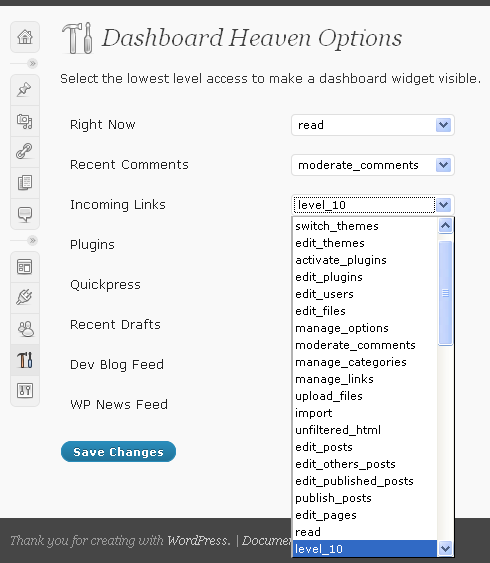 Dashboard Heaven Options
Select the lowest level access to make a dashboard widget visible.
Right Now
read
Recent Comments
moderate_comments
Incoming Links
level_10
switch_themes
edit_themes
activate_plugins
edit_plugins
edit_users
edit_files
manage_options
moderate_comments
manage_categories
manage_links
upload_files
import
unfiltered_html
edit_posts
edit_others_posts
edit_published_posts
publish_posts
edit_pages
read
level_10
Plugins
Quickpress
Recent Drafts
Dev Blog Feed
WP News Feed
Save Changes
Thank you for creating with WordPress. | Documen